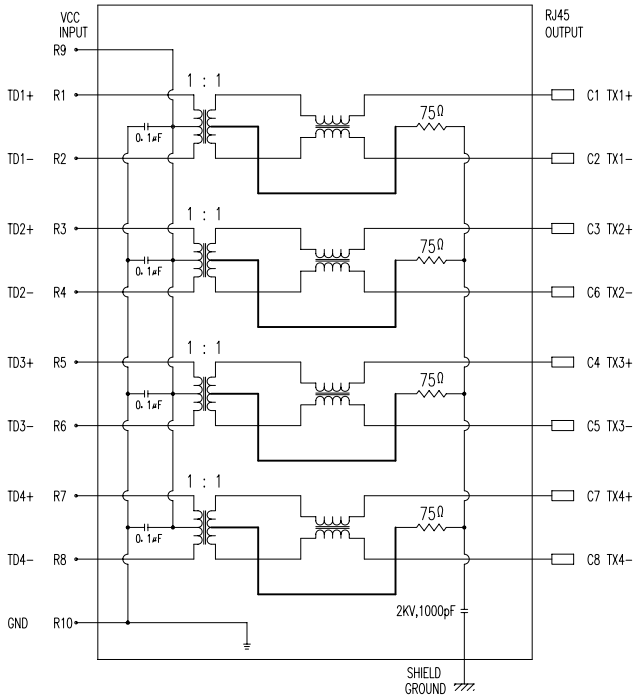 VCC
INPUT
RJ45
OUTPUT
R9
1 : 1
TD1+ R1
75Ω
C1 TX1+
0.1µF
TD1- R2
C2 TX1-
1 : 1
TD2+ R3
75Ω
C3 TX2+
0.1µF
TD2- R4
C6 TX2-
1 : 1
TD3+ R5
75Ω
C4 TX3+
0.1µF
TD3- R6
C5 TX3-
1 : 1
TD4+ R7
75Ω
C7 TX4+
0.1µF
TD4- R8
C8 TX4-
2KV,1000pF
GND R10
SHIELD
GROUND